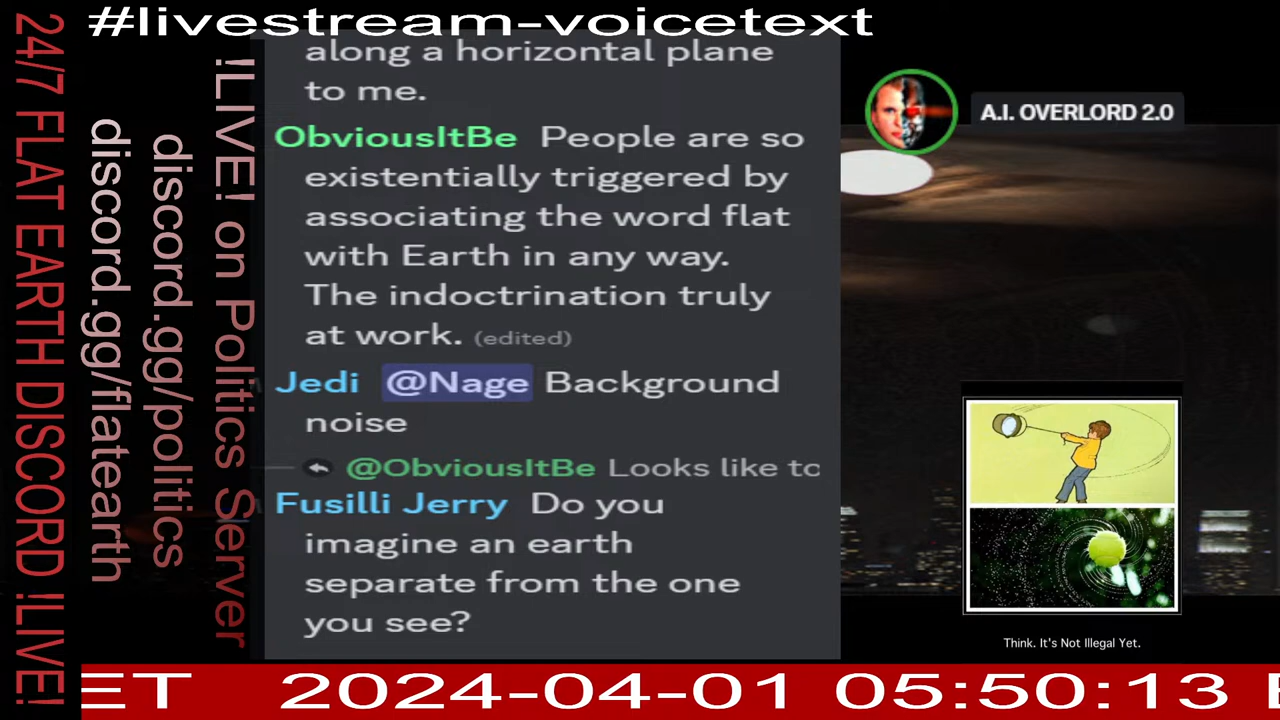 #livestream-voicetext
24/7 FLAT EARTH DISCORD !LIVE!
discord.gg/flatearth
discord.gg/politics
!LIVE! on Politics Server
along a horizontal plane
to me.
ObviousItBe People are so
existentially triggered by
associating the word flat
with Earth in any way.
The indoctrination truly
at work. (edited)
Jedi @Nage Background
noise
@ObviousItBe Looks like to
Fusilli Jerry Do you
imagine an earth
separate from the one
you see?
A.I. OVERLORD 2.0
Think. It's Not Illegal Yet.
ET 2024-04-01 05:50:13 E